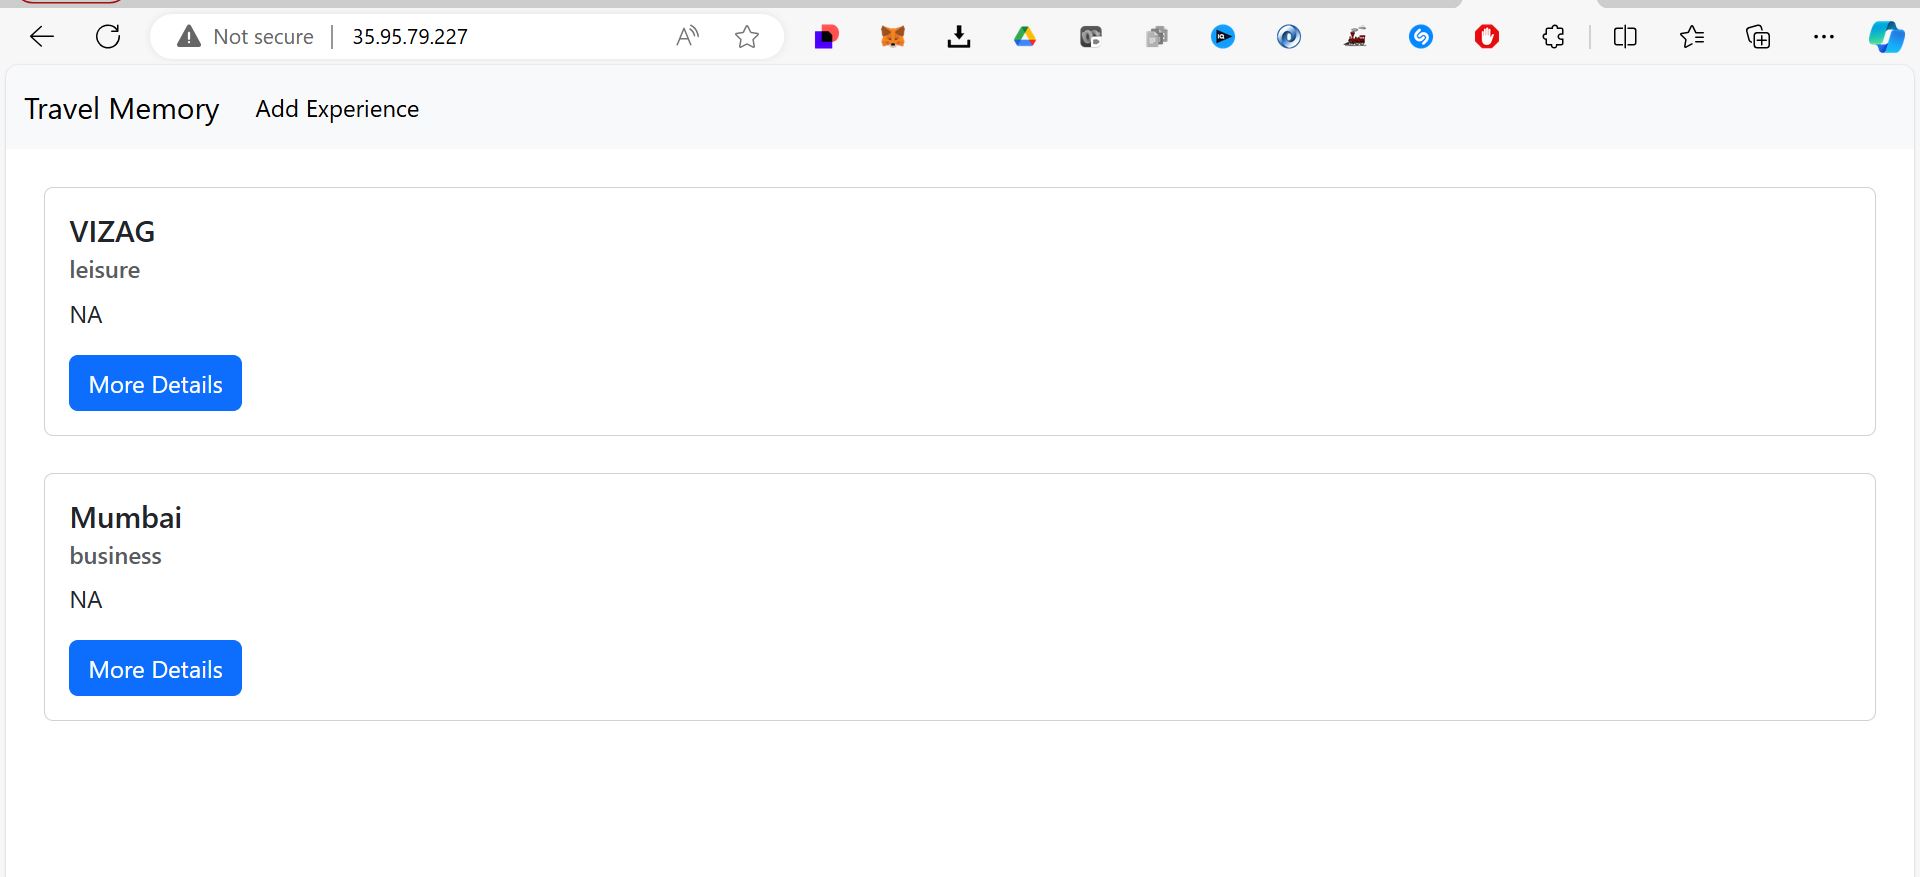 Not secure 35.95.79.227
Travel Memory Add Experience
VIZAG
leisure
NA
More Details
Mumbai
business
NA
More Details